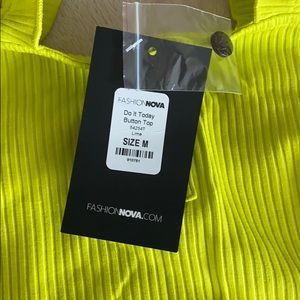 FASHIONNOVA
Do It Today
Button Top
Lime
SIZE M
FASHIONNOVA.COM